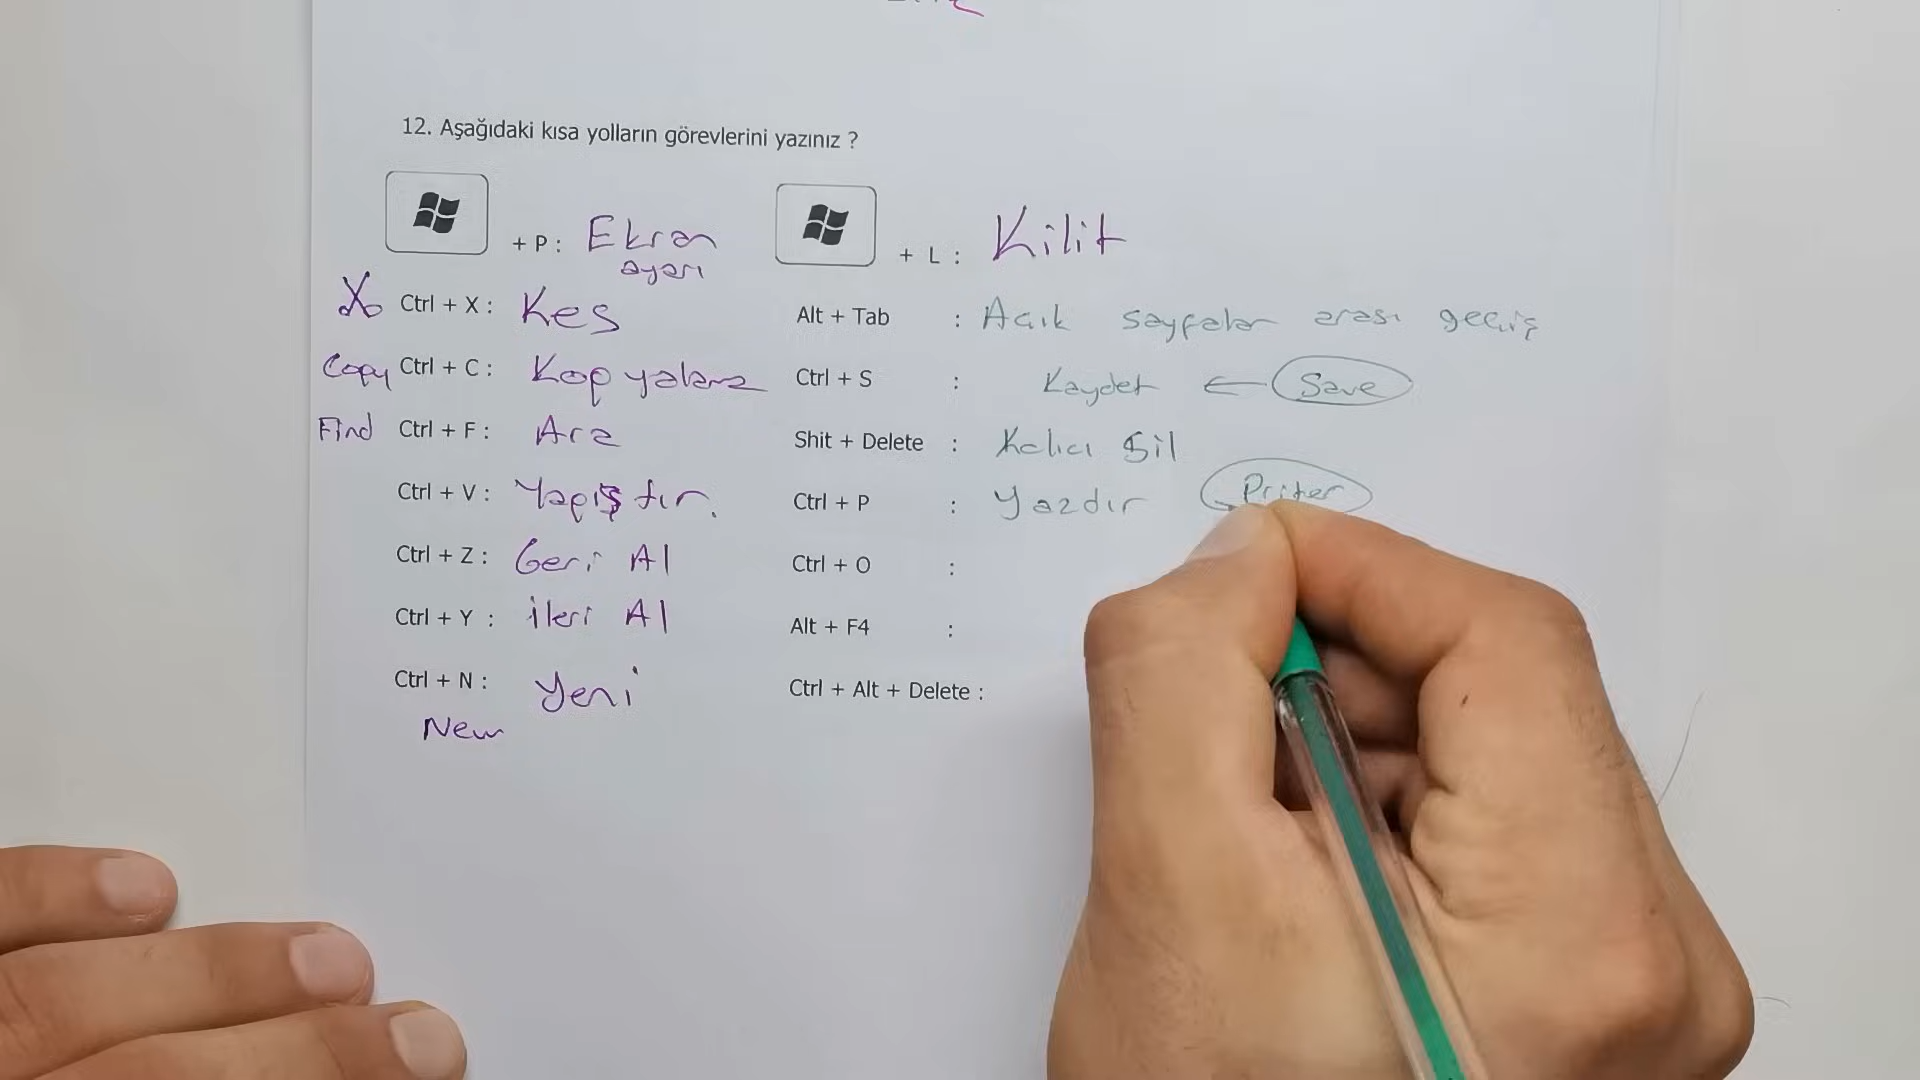 12. Aşağıdaki kısa yolların görevlerini yazınız ?
+ P : Ekran
ayarı
+ L : Kilit
X Ctrl + X : Kes
Alt + Tab : Açık sayfalar arası geçiş
Copy Ctrl + C : Kopyalama
Ctrl + S : Kaydet ← Save
Find Ctrl + F : Ara
Shit + Delete : Kalıcı Sil
Ctrl + V : Yapıştır.
Ctrl + P : Yazdır Priter
Ctrl + Z : Geri Al
Ctrl + O :
Ctrl + Y : İleri Al
Alt + F4 :
Ctrl + N : Yeni
Ctrl + Alt + Delete :
New